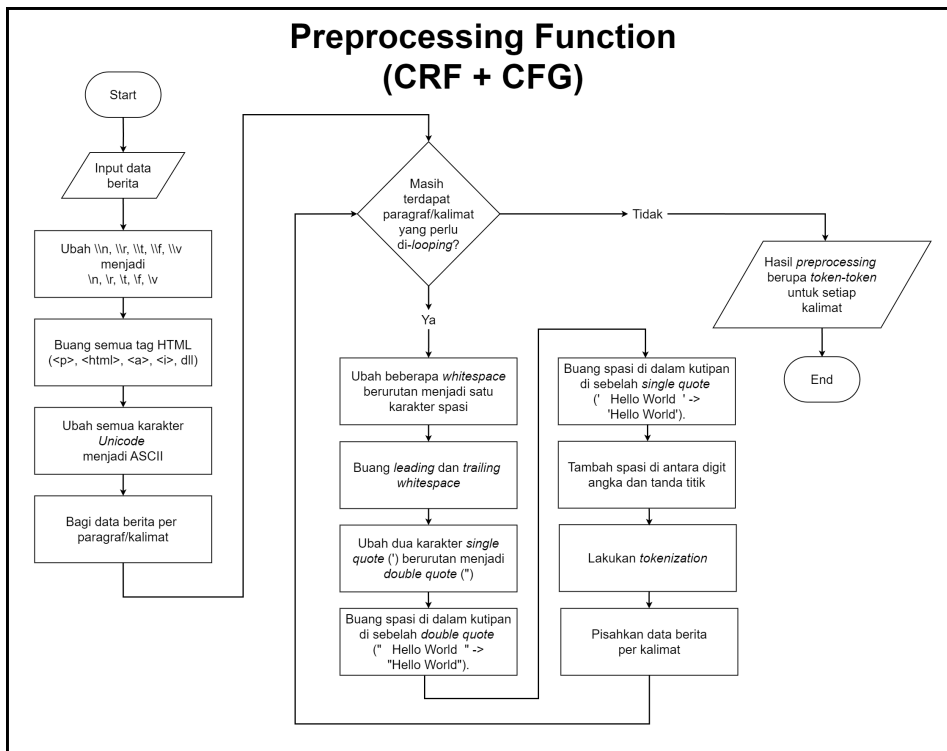 Preprocessing Function
(CRF + CFG)
Start
Input data
berita
Ubah \\n, \\r, \\t, \\f, \\v
menjadi
\n, \r, \t, \f, \v
Buang semua tag HTML
(<p>, <html>, <a>, <i>, dll)
Ubah semua karakter
Unicode
menjadi ASCII
Bagi data berita per
paragraf/kalimat
Masih
terdapat
paragraf/kalimat
yang perlu
di-looping?
Ya
Ubah beberapa whitespace
berurutan menjadi satu
karakter spasi
Buang leading dan trailing
whitespace
Ubah dua karakter single
quote (') berurutan menjadi
double quote (")
Buang spasi di dalam kutipan
di sebelah double quote
("   Hello World  " ->
"Hello World").
Buang spasi di dalam kutipan
di sebelah single quote
('   Hello World  ' ->
'Hello World').
Tambah spasi di antara digit
angka dan tanda titik
Lakukan tokenization
Pisahkan data berita
per kalimat
Tidak
Hasil preprocessing
berupa token-token
untuk setiap
kalimat
End